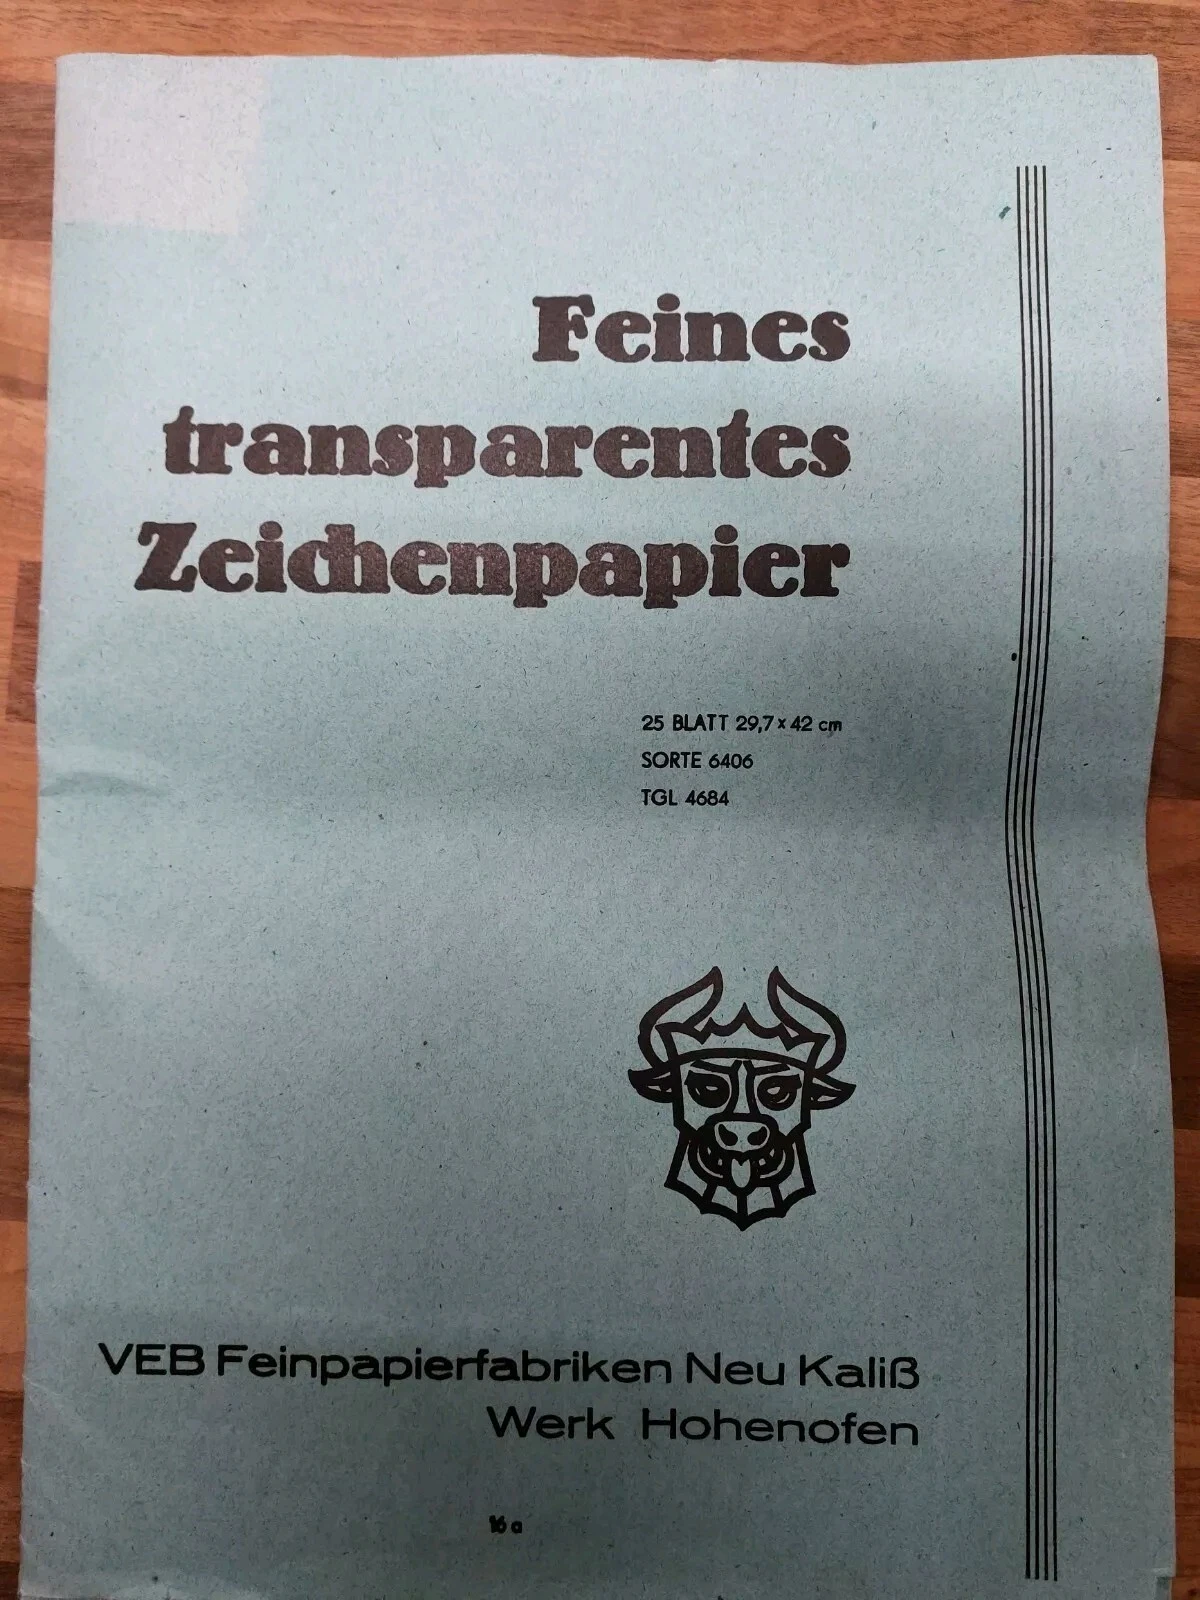 Feines
transparentes
Zeichenpapier
25 BLATT 29,7 x 42 cm
SORTE 6406
TGL 4684
VEB Feinpapierfabriken Neu Kaliß
Werk Hohenofen
16 a